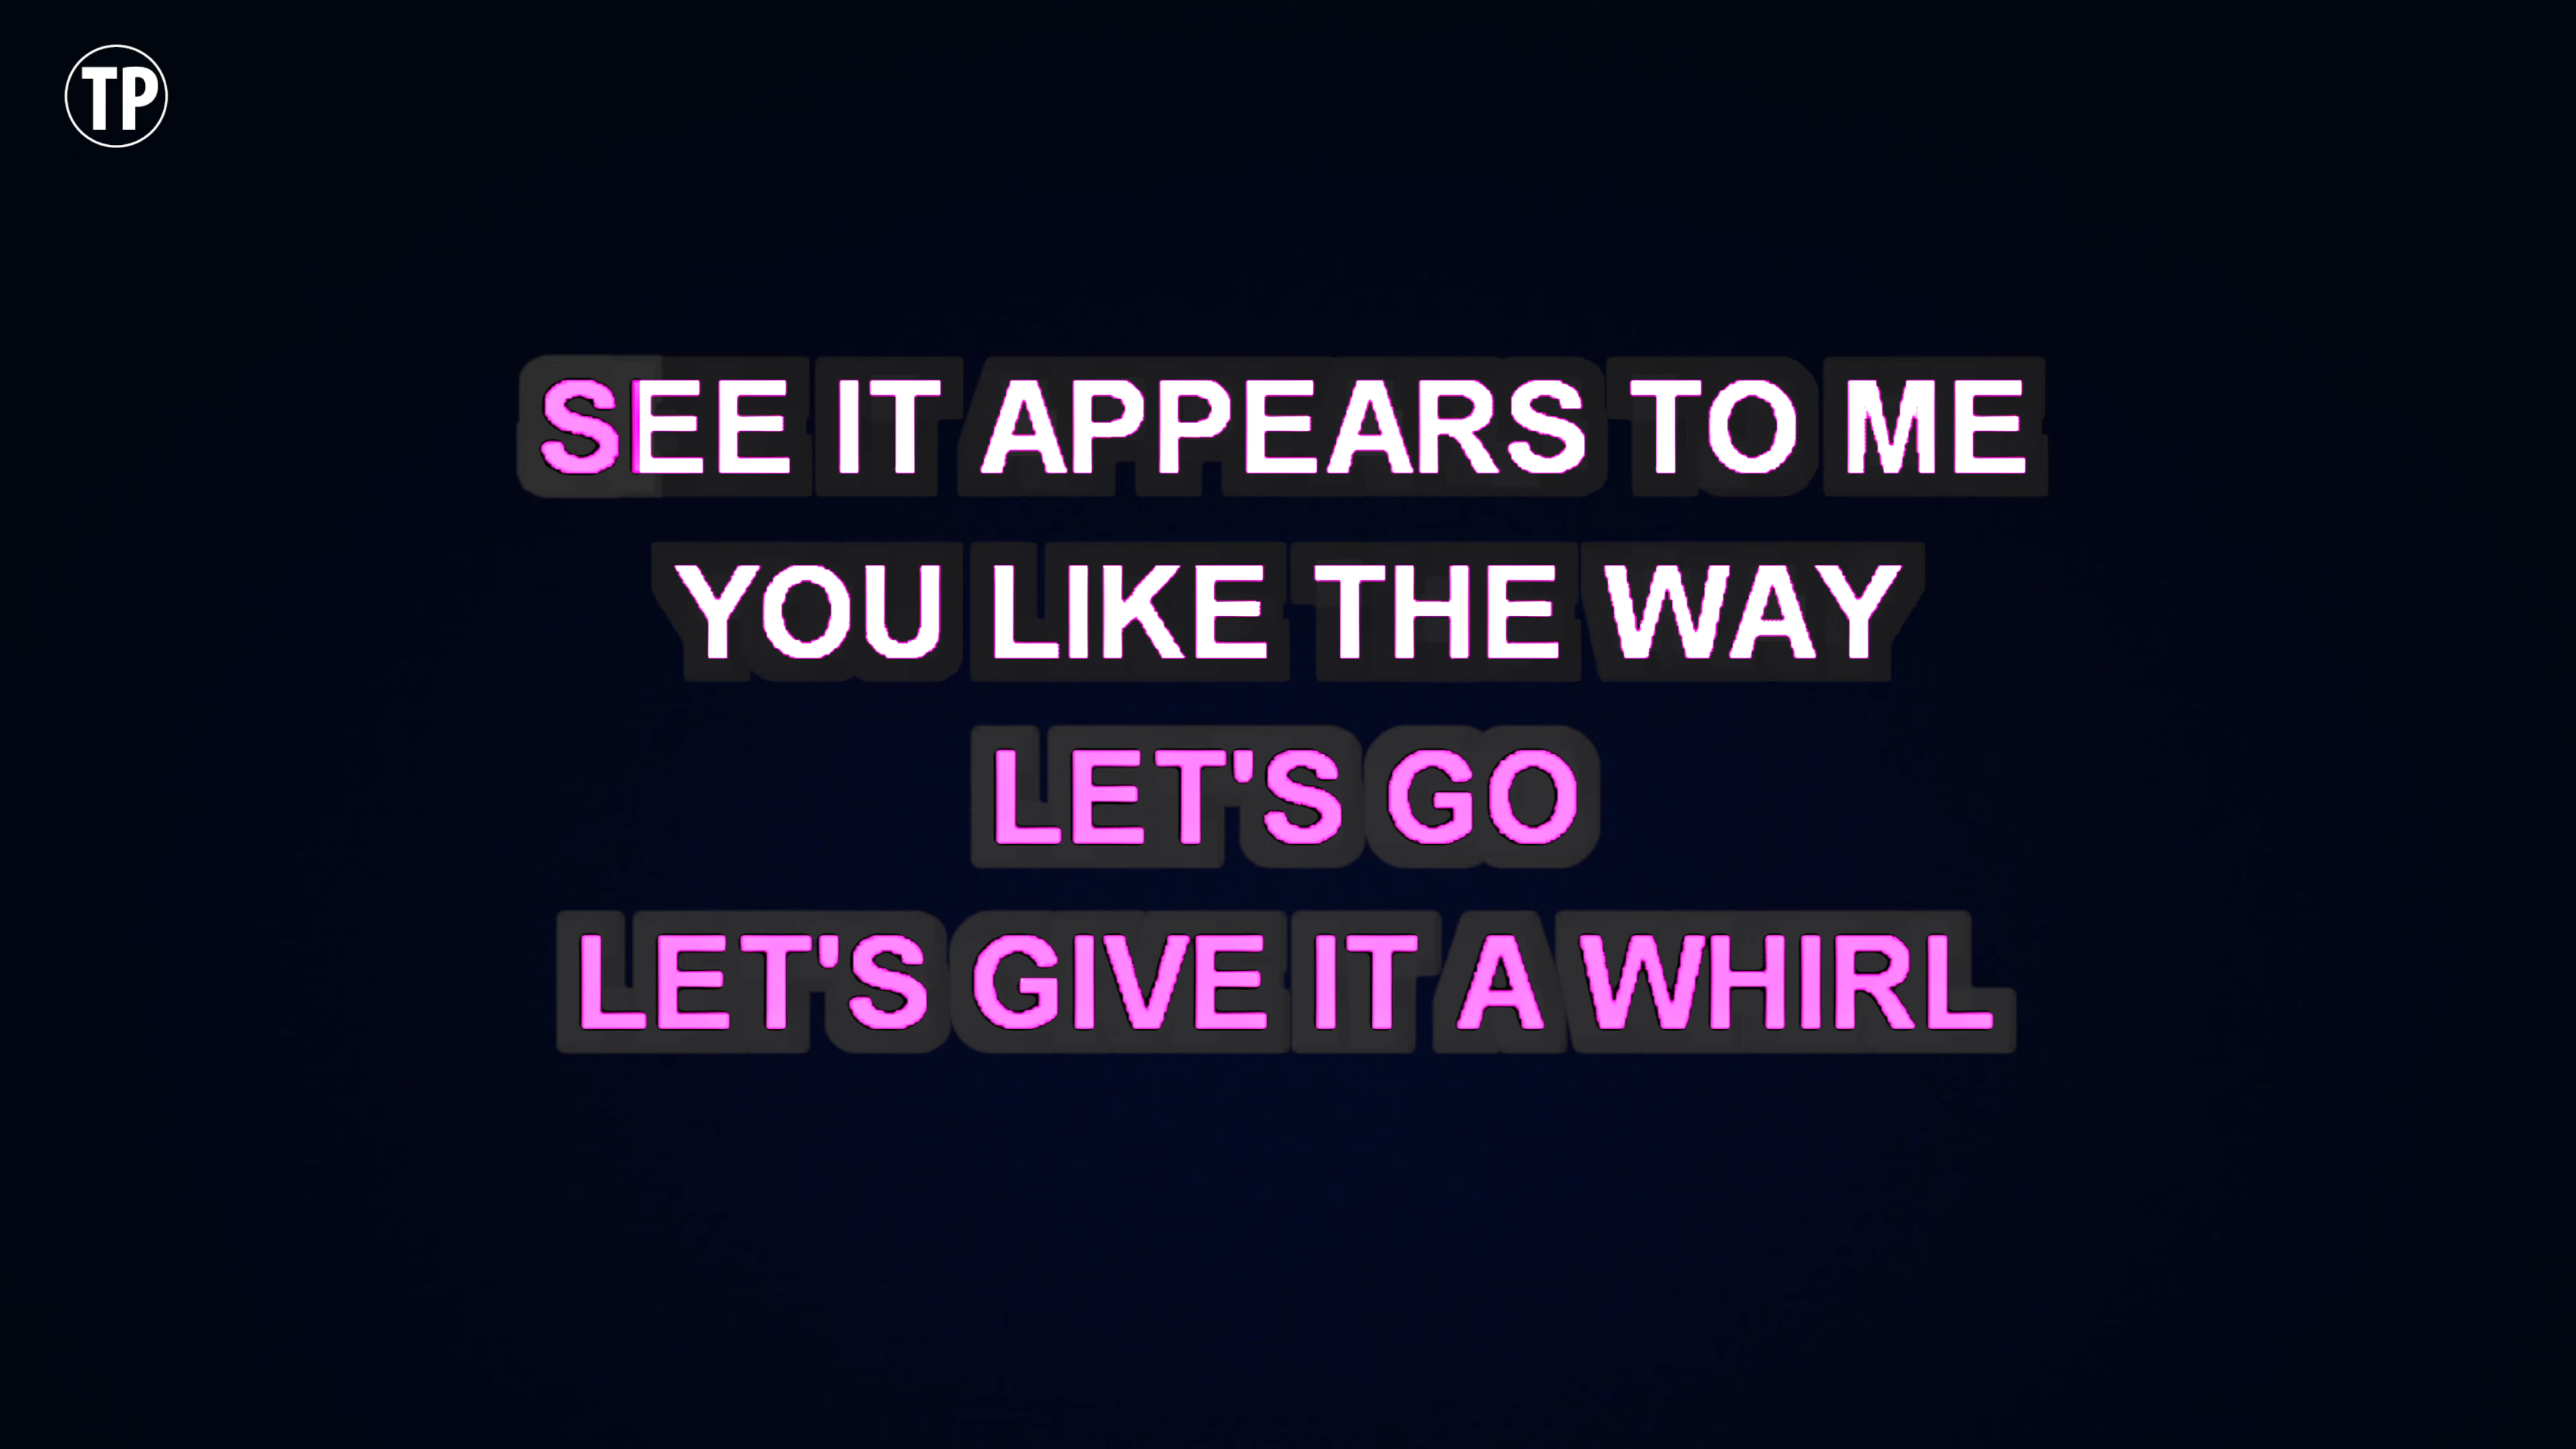 TP
SEE IT APPEARS TO ME
YOU LIKE THE WAY
LET'S GO
LET'S GIVE IT A WHIRL